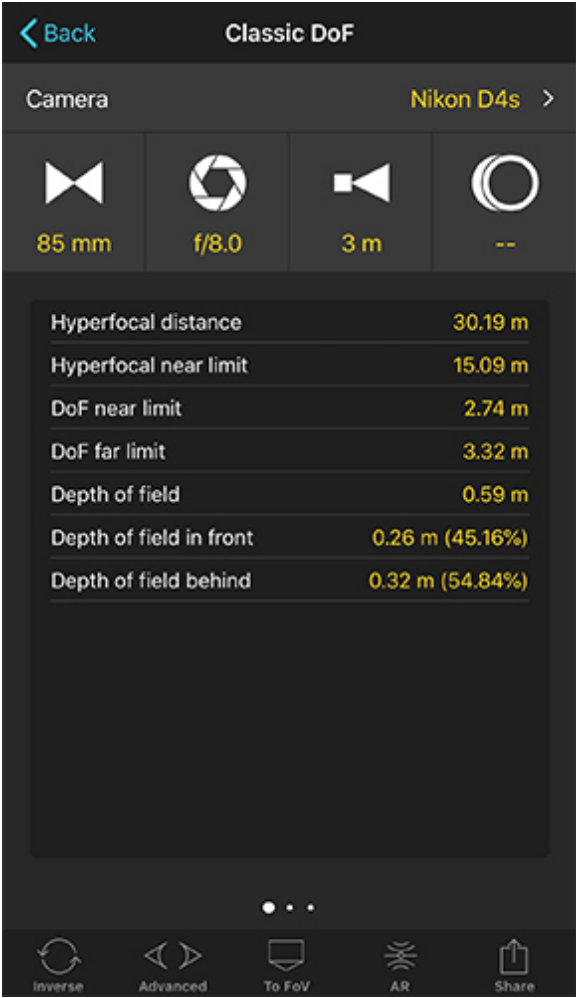 Back Classic DoF
Camera Nikon D4s
85 mm f/8.0 3 m --
Hyperfocal distance 30.19 m
Hyperfocal near limit 15.09 m
DoF near limit 2.74 m
DoF far limit 3.32 m
Depth of field 0.59 m
Depth of field in front 0.26 m (45.16%)
Depth of field behind 0.32 m (54.84%)
Inverse Advanced To FoV AR Share